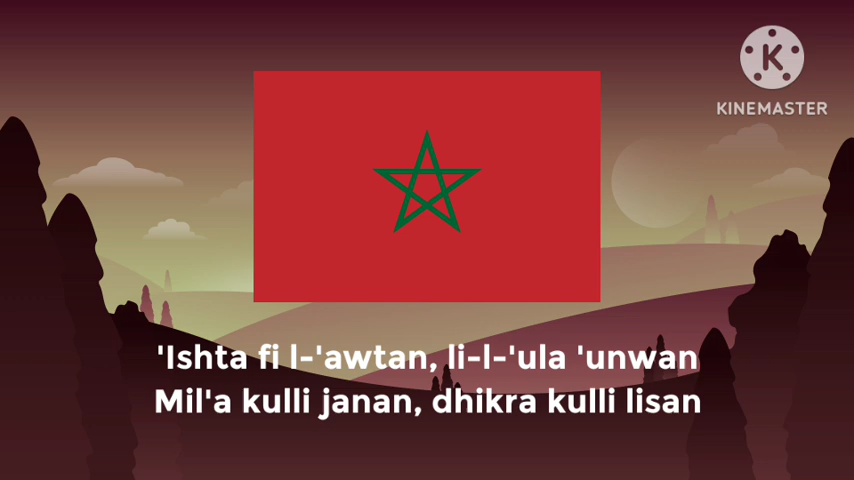 KINEMASTER
'Ishta fi l-'awtan, li-l-'ula 'unwan
Mil'a kulli janan, dhikra kulli lisan